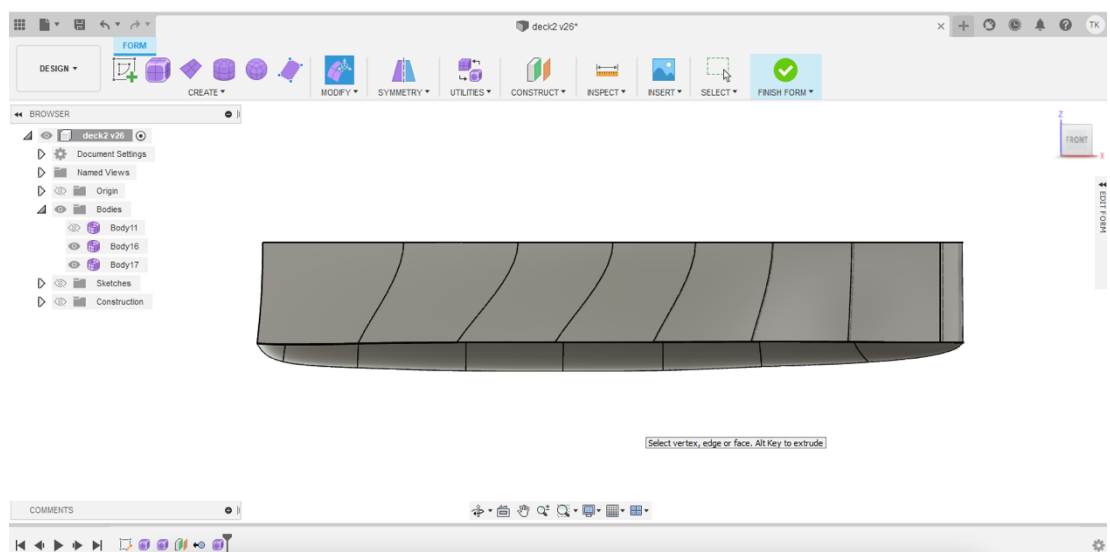 deck2 v26*
TK
FORM
DESIGN
CREATE
MODIFY
SYMMETRY
UTILITIES
CONSTRUCT
INSPECT
INSERT
SELECT
FINISH FORM
BROWSER
deck2 v26
Document Settings
Named Views
Origin
Bodies
Body11
Body16
Body17
Sketches
Construction
Z
FRONT
X
EDIT FORM
Select vertex, edge or face. Alt Key to extrude
COMMENTS